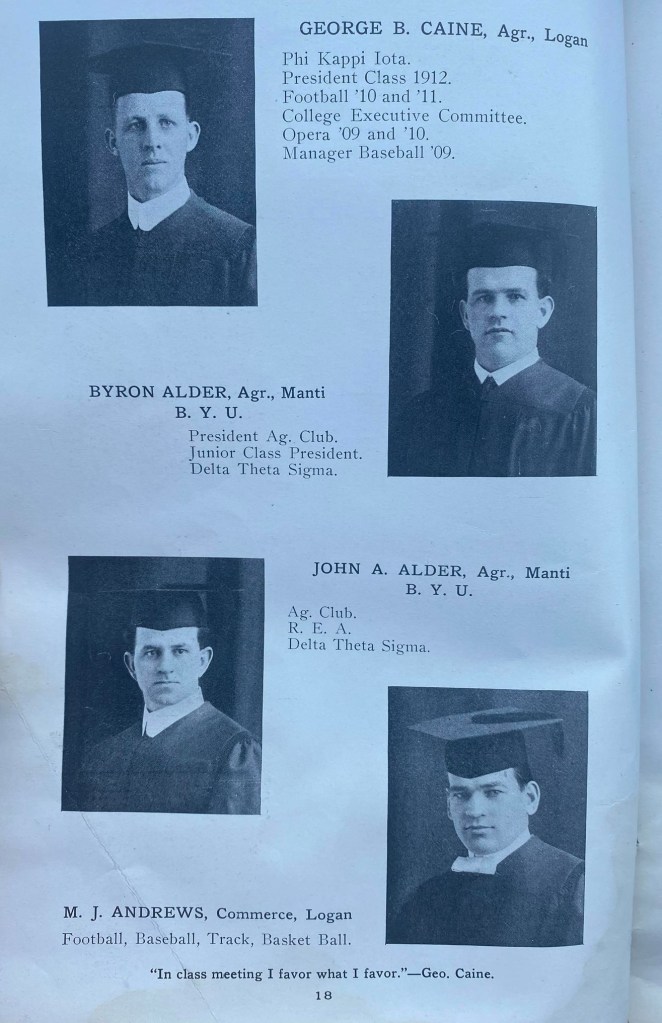 GEORGE B. CAINE, Agr., Logan
Phi Kappi Iota.
President Class 1912.
Football '10 and '11.
College Executive Committee.
Opera '09 and '10.
Manager Baseball '09.
BYRON ALDER, Agr., Manti
B. Y. U.
President Ag. Club.
Junior Class President.
Delta Theta Sigma.
JOHN A. ALDER, Agr., Manti
B. Y. U.
Ag. Club.
R. E. A.
Delta Theta Sigma.
M. J. ANDREWS, Commerce, Logan
Football, Baseball, Track, Basket Ball.
"In class meeting I favor what I favor."—Geo. Caine.
18